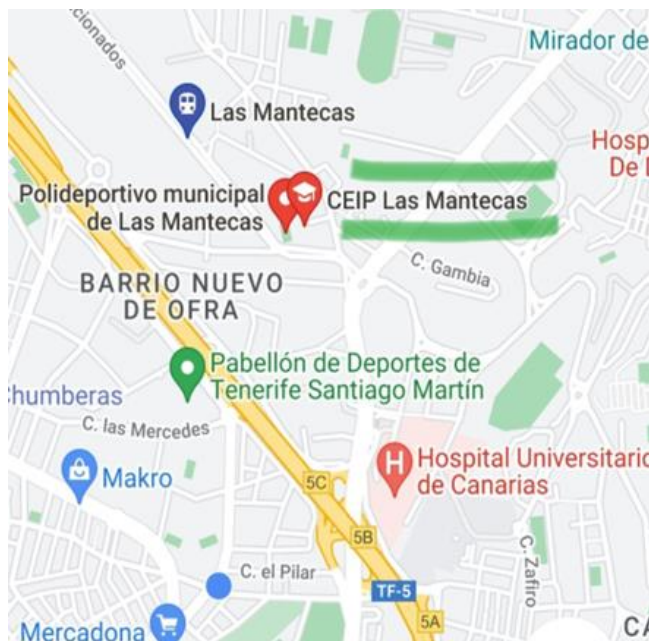 cionados
Mirador de
Las Mantecas
Hosp
De
Polideportivo municipal
de Las Mantecas
CEIP Las Mantecas
C. Gambia
BARRIO NUEVO
DE OFRA
Pabellón de Deportes de
Tenerife Santiago Martín
Chumberas
C. las Mercedes
Makro
Hospital Universitario
de Canarias
5C
5B
C. Zafiro
C. el Pilar
TF-5
5A
Mercadona
CÁ